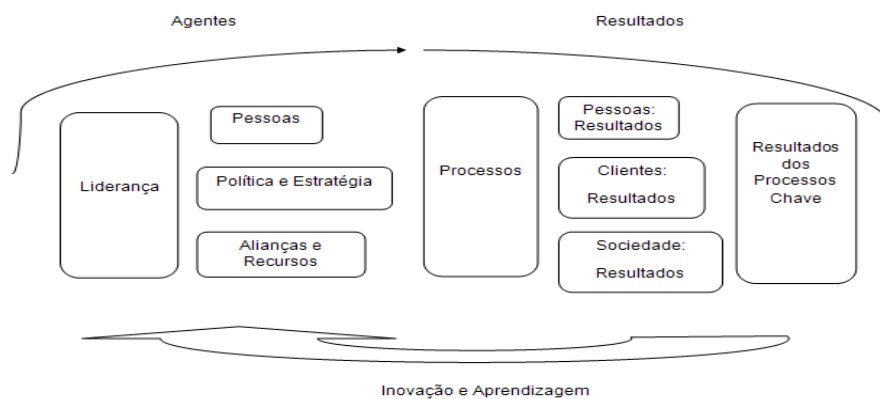 Agentes
Resultados
Liderança
Pessoas
Política e Estratégia
Alianças e
Recursos
Processos
Pessoas:
Resultados
Clientes:
Resultados
Sociedade:
Resultados
Resultados
dos
Processos
Chave
Inovação e Aprendizagem